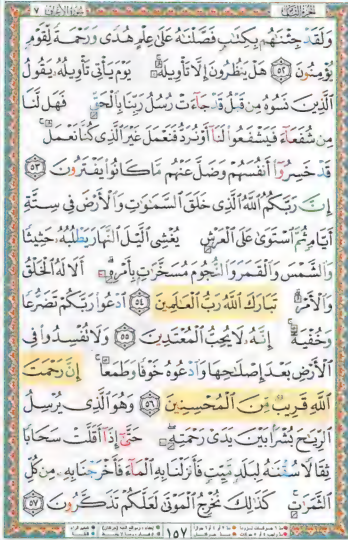 سورة الأعراف ٧
الجزء الثامن
وَلَقَدْ جِئْنَٰهُم بِكِتَٰبٍ فَصَّلْنَٰهُ عَلَىٰ عِلْمٍ هُدًى وَرَحْمَةً لِّقَوْمٍ
يُؤْمِنُونَ ٥٢ هَلْ يَنظُرُونَ إِلَّا تَأْوِيلَهُۥ يَوْمَ يَأْتِي تَأْوِيلُهُۥ يَقُولُ
ٱلَّذِينَ نَسُوهُ مِن قَبْلُ قَدْ جَآءَتْ رُسُلُ رَبِّنَا بِٱلْحَقِّ فَهَل لَّنَا
مِن شُفَعَآءَ فَيَشْفَعُوا۟ لَنَآ أَوْ نُرَدُّ فَنَعْمَلَ غَيْرَ ٱلَّذِي كُنَّا نَعْمَلُ
قَدْ خَسِرُوٓا۟ أَنفُسَهُمْ وَضَلَّ عَنْهُم مَّا كَانُوا۟ يَفْتَرُونَ ٥٣
إِنَّ رَبَّكُمُ ٱللَّهُ ٱلَّذِي خَلَقَ ٱلسَّمَٰوَٰتِ وَٱلْأَرْضَ فِي سِتَّةِ
أَيَّامٍ ثُمَّ ٱسْتَوَىٰ عَلَى ٱلْعَرْشِ يُغْشِي ٱلَّيْلَ ٱلنَّهَارَ يَطْلُبُهُۥ حَثِيثًا
وَٱلشَّمْسَ وَٱلْقَمَرَ وَٱلنُّجُومَ مُسَخَّرَٰتٍۭ بِأَمْرِهِۦٓ أَلَا لَهُ ٱلْخَلْقُ
وَٱلْأَمْرُ تَبَارَكَ ٱللَّهُ رَبُّ ٱلْعَٰلَمِينَ ٥٤ ٱدْعُوا۟ رَبَّكُمْ تَضَرُّعًا
وَخُفْيَةً إِنَّهُۥ لَا يُحِبُّ ٱلْمُعْتَدِينَ ٥٥ وَلَا تُفْسِدُوا۟ فِي
ٱلْأَرْضِ بَعْدَ إِصْلَٰحِهَا وَٱدْعُوهُ خَوْفًا وَطَمَعًا إِنَّ رَحْمَتَ
ٱللَّهِ قَرِيبٌ مِّنَ ٱلْمُحْسِنِينَ ٥٦ وَهُوَ ٱلَّذِي يُرْسِلُ
ٱلرِّيَٰحَ بُشْرًۢا بَيْنَ يَدَيْ رَحْمَتِهِۦ حَتَّىٰٓ إِذَآ أَقَلَّتْ سَحَابًا
ثِقَالًا سُقْنَٰهُ لِبَلَدٍ مَّيِّتٍ فَأَنزَلْنَا بِهِ ٱلْمَآءَ فَأَخْرَجْنَا بِهِۦ مِن كُلِّ
ٱلثَّمَرَٰتِ كَذَٰلِكَ نُخْرِجُ ٱلْمَوْتَىٰ لَعَلَّكُمْ تَذَكَّرُونَ ٥٧
١٥٧